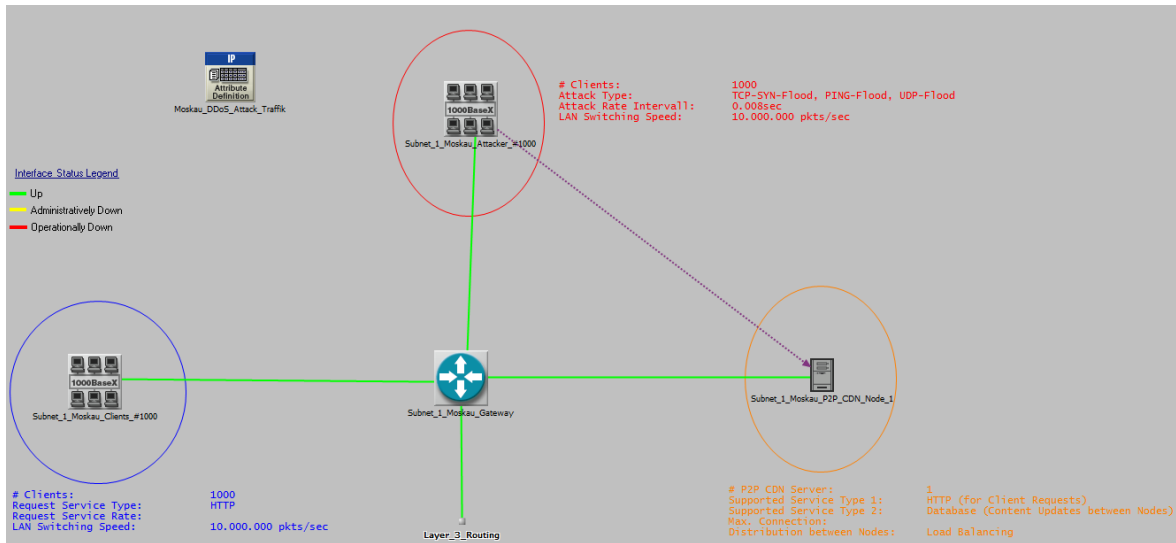 IP
Attribute
Definition
Moskau_DDoS_Attack_Traffik
1000BaseX
Subnet_1_Moskau_Attacker_#1000
# Clients: 1000
Attack Type: TCP-SYN-Flood, PING-Flood, UDP-Flood
Attack Rate Intervall: 0.008sec
LAN Switching Speed: 10.000.000 pkts/sec
Interface Status Legend
Up
Administratively Down
Operationally Down
1000BaseX
Subnet_1_Moskau_Clients_#1000
Subnet_1_Moskau_Gateway
Subnet_1_Moskau_P2P_CDN_Node_1
# Clients: 1000
Request Service Type: HTTP
Request Service Rate:
LAN Switching Speed: 10.000.000 pkts/sec
Layer_3_Routing
# P2P CDN Server: 1
Supported Service Type 1: HTTP (for Client Requests)
Supported Service Type 2: Database (Content Updates between Nodes)
Max. Connection:
Distribution between Nodes: Load Balancing